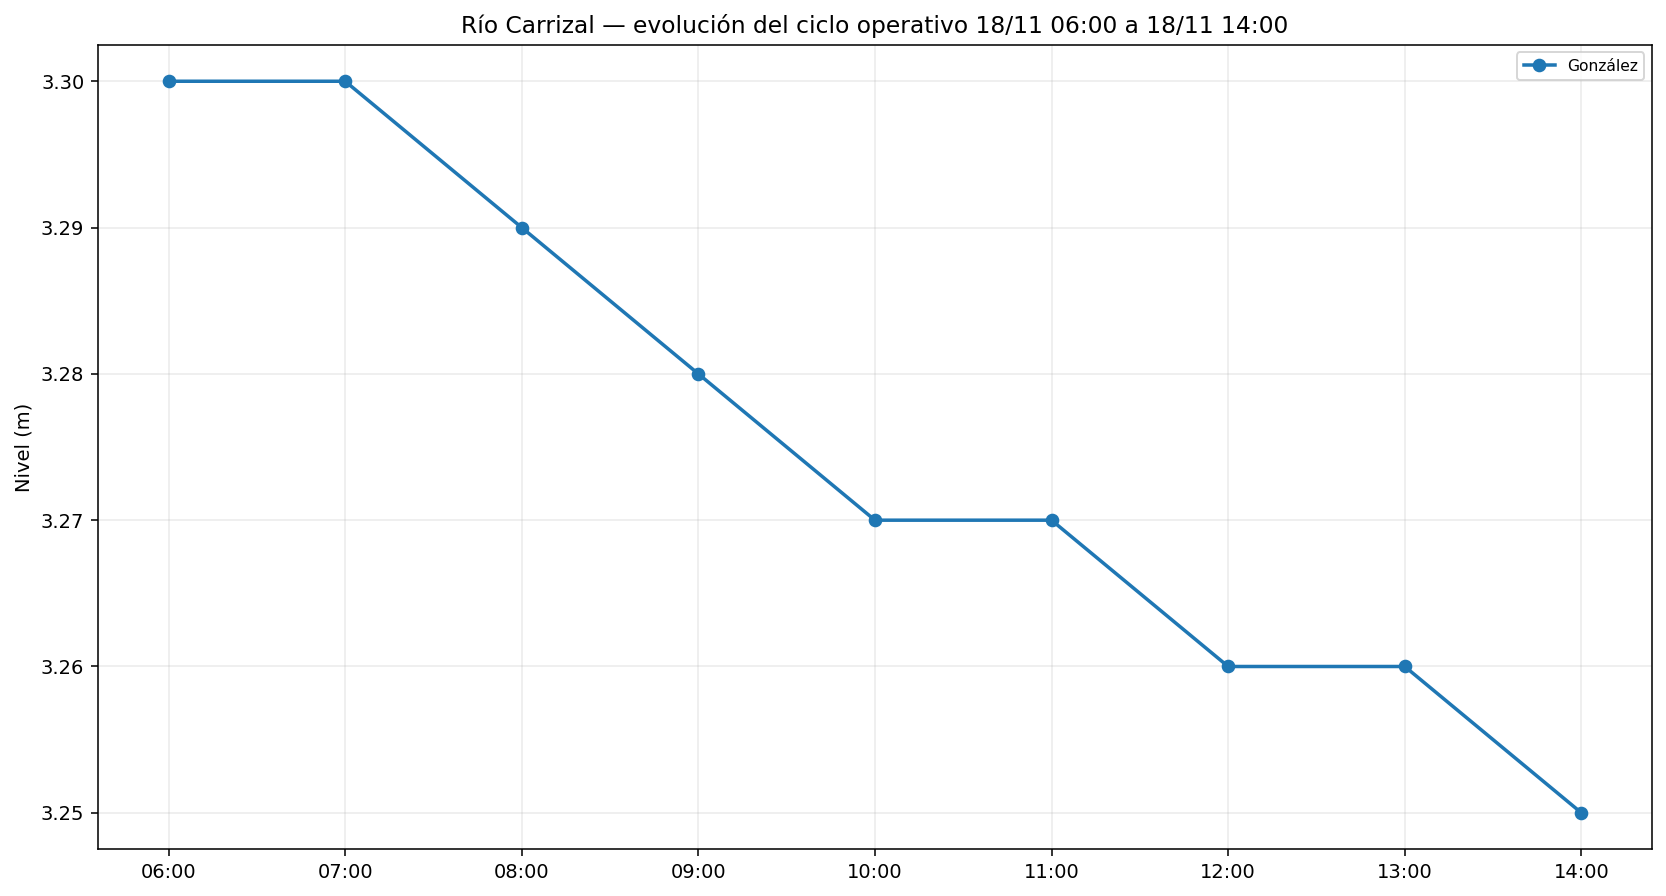 Río Carrizal — evolución del ciclo operativo 18/11 06:00 a 18/11 14:00
González
Nivel (m)
3.30
3.29
3.28
3.27
3.26
3.25
06:00 07:00 08:00 09:00 10:00 11:00 12:00 13:00 14:00